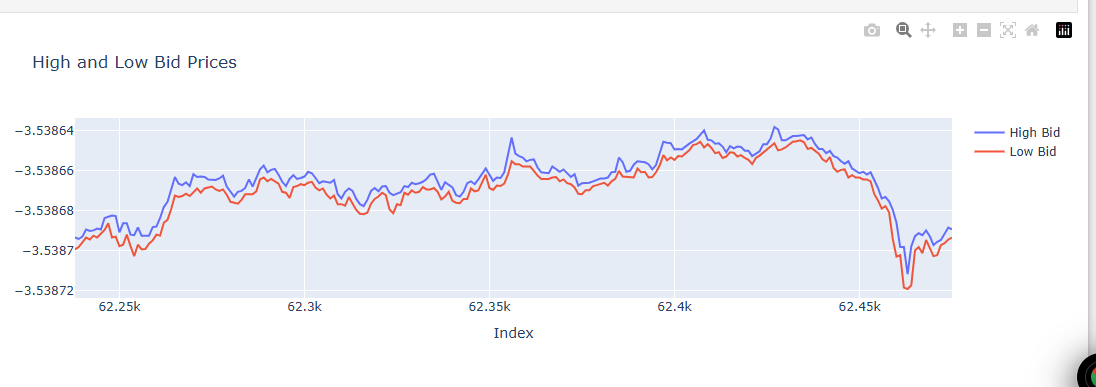 High and Low Bid Prices
−3.53864
−3.53866
−3.53868
−3.5387
−3.53872
62.25k 62.3k 62.35k 62.4k 62.45k
Index
High Bid
Low Bid